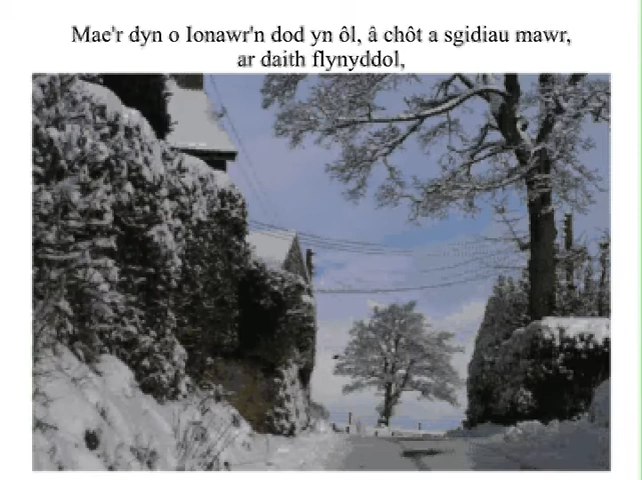 Mae'r dyn o Ionawr'n dod yn ôl, â chôt a sgidiau mawr,
ar daith flynyddol,